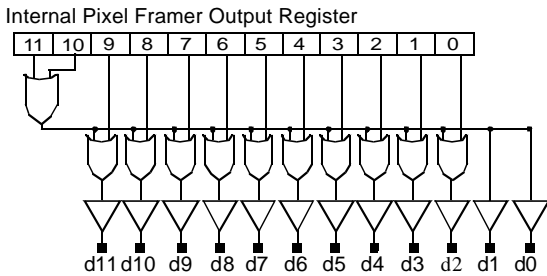 Internal Pixel Framer Output Register
11 10 9 8 7 6 5 4 3 2 1 0
d11 d10 d9 d8 d7 d6 d5 d4 d3 d2 d1 d0